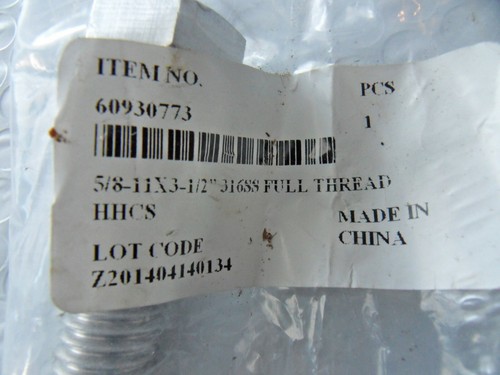 ITEM NO.
PCS
60930773
1
5/8-11X3-1/2" 316SS FULL THREAD
HHCS
MADE IN
CHINA
LOT CODE
Z201404140134